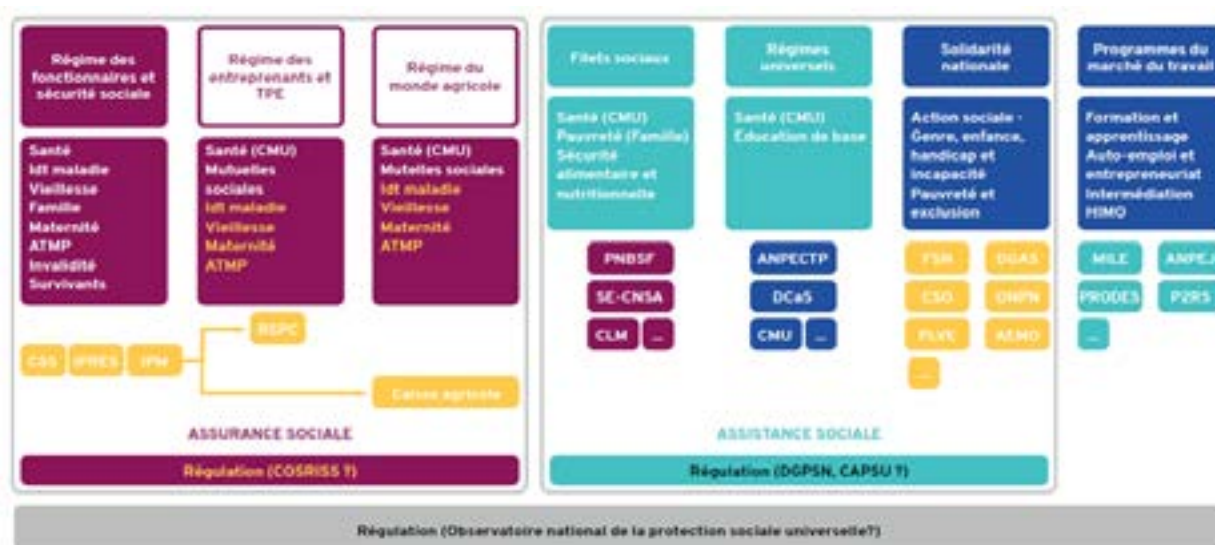 Régime des
fonctionnaires et
sécurité sociale
Santé
Idt maladie
Vieillesse
Famille
Maternité
ATMP
Invalidité
Survivants
Régime des
entreprenants et
TPE
Santé (CMU)
Mutuelles
sociales
Idt maladie
Vieillesse
Maternité
ATMP
Régime du
monde agricole
Santé (CMU)
Mutelles sociales
Idt maladie
Vieillesse
Maternité
ATMP
CSS
IPRES
IPM
RSPC
Caisse agricole
ASSURANCE SOCIALE
Régulation (COSRISS ?)
Filets sociaux
Santé (CMU)
Pauvreté (Famille)
Sécurité
alimentaire et
nutritionnelle
PNBSF
SE-CNSA
CLM
...
Régimes
universels
Santé (CMU)
Education de base
ANPECTP
DCaS
CMU
...
Solidarité
nationale
Action sociale -
Genre, enfance,
handicap et
incapacité
Pauvreté et
exclusion
FSN
DGAS
CSO
ONPN
AEMO
...
ASSISTANCE SOCIALE
Régulation (DGPSN, CAPSU ?)
Programmes du
marché du travail
Formation et
apprentissage
Auto-emploi et
entrepreneuriat
Intermédiation
HIMO
MILE
ANPEJ
PRODES
P2RS
...
Régulation (Observatoire national de la protection sociale universelle?)